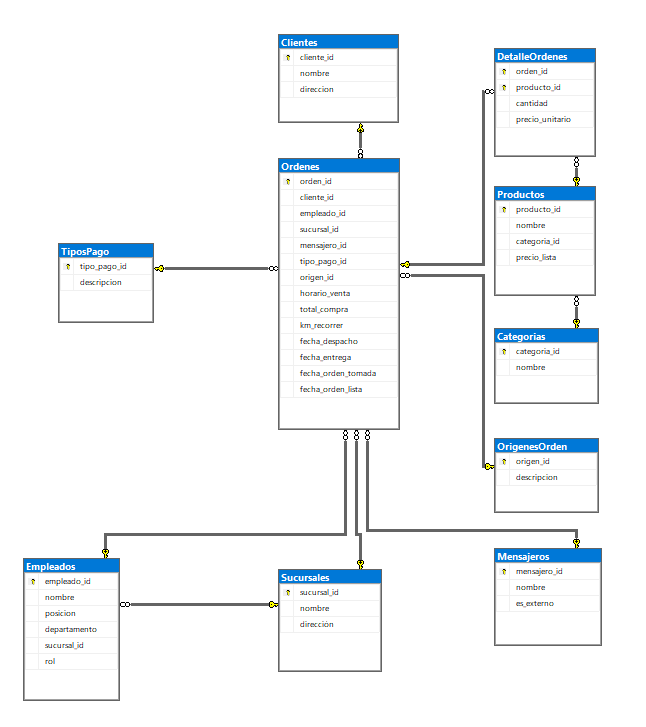 Clientes
cliente_id
nombre
direccion
DetalleOrdenes
orden_id
producto_id
cantidad
precio_unitario
Ordenes
orden_id
cliente_id
empleado_id
sucursal_id
mensajero_id
tipo_pago_id
origen_id
horario_venta
total_compra
km_recorrer
fecha_despacho
fecha_entrega
fecha_orden_tomada
fecha_orden_lista
Productos
producto_id
nombre
categoria_id
precio_lista
TiposPago
tipo_pago_id
descripcion
Categorias
categoria_id
nombre
OrigenesOrden
origen_id
descripcion
Empleados
empleado_id
nombre
posicion
departamento
sucursal_id
rol
Sucursales
sucursal_id
nombre
dirección
Mensajeros
mensajero_id
nombre
es_externo